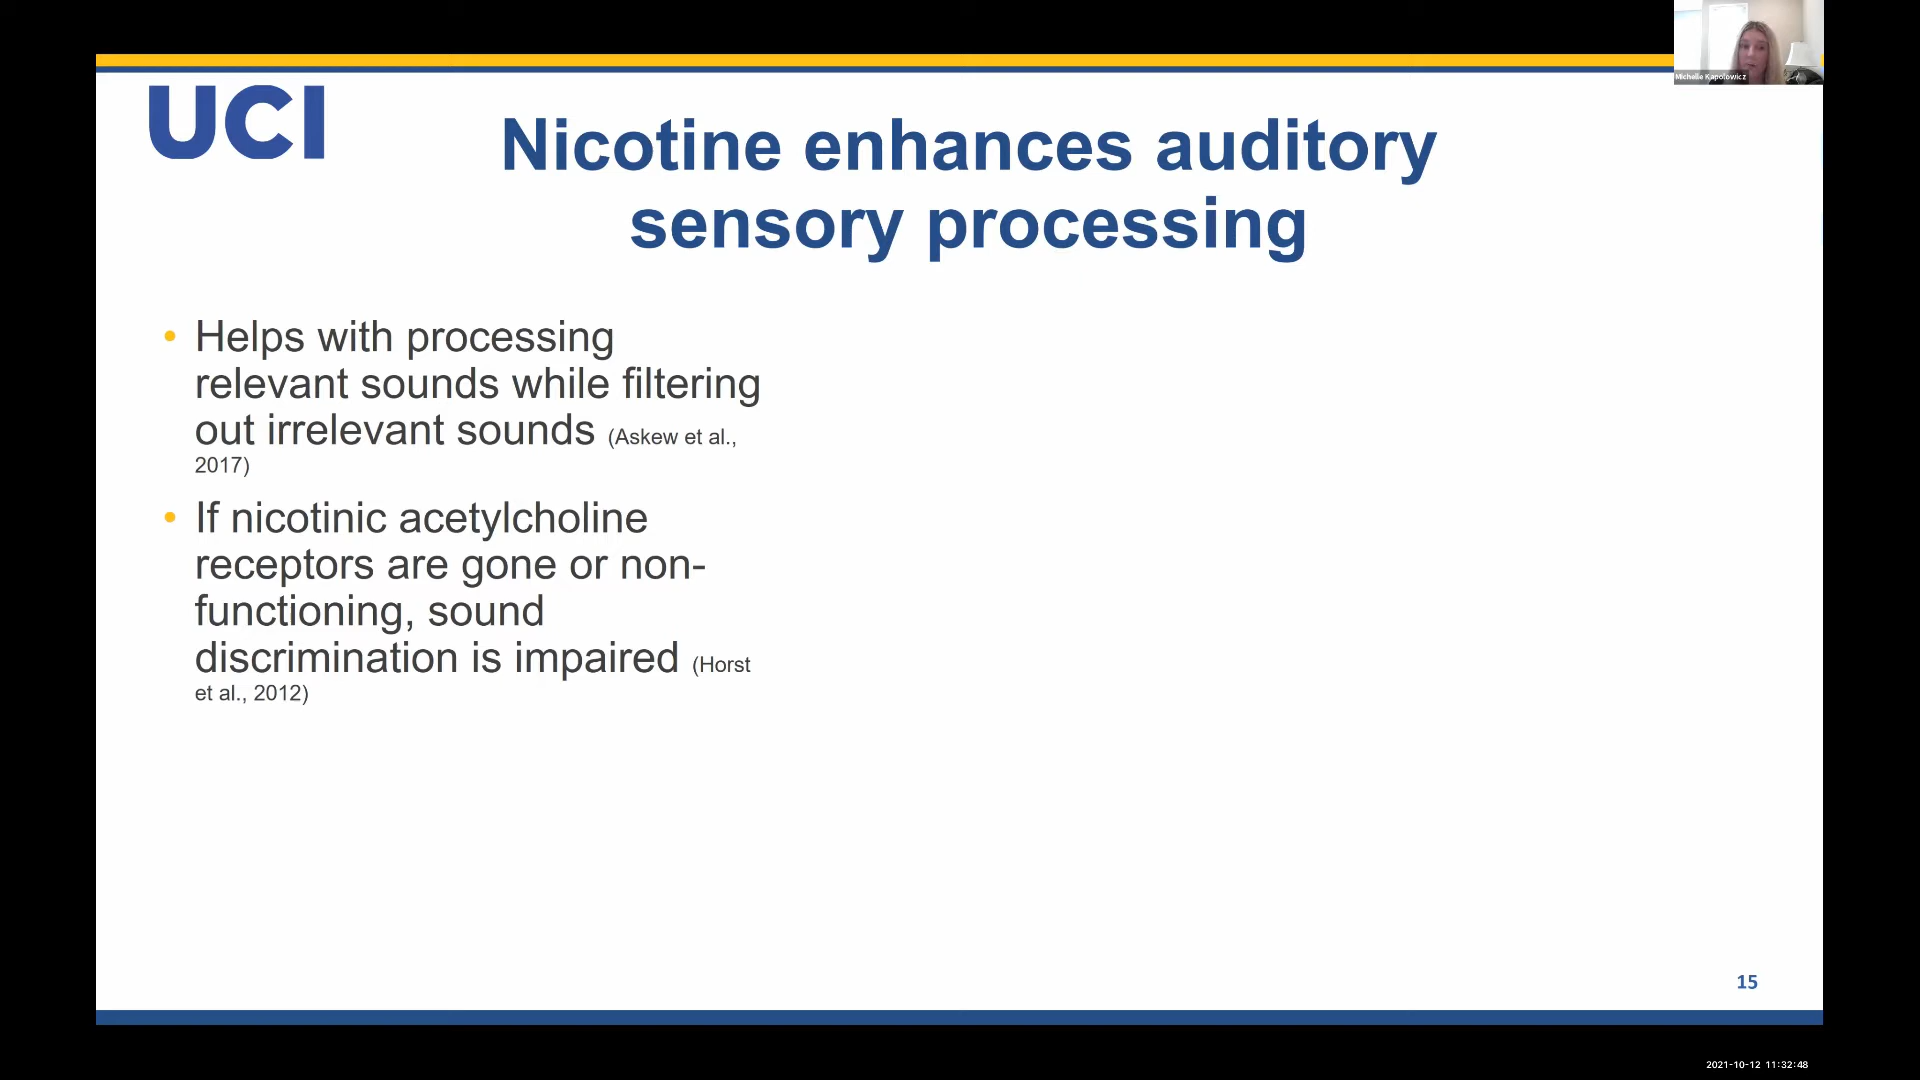 Michelle Kapolowicz
UCI
Nicotine enhances auditory
sensory processing
• Helps with processing
relevant sounds while filtering
out irrelevant sounds (Askew et al.,
2017)
• If nicotinic acetylcholine
receptors are gone or non-
functioning, sound
discrimination is impaired (Horst
et al., 2012)
15
2021-10-12 11:32:48